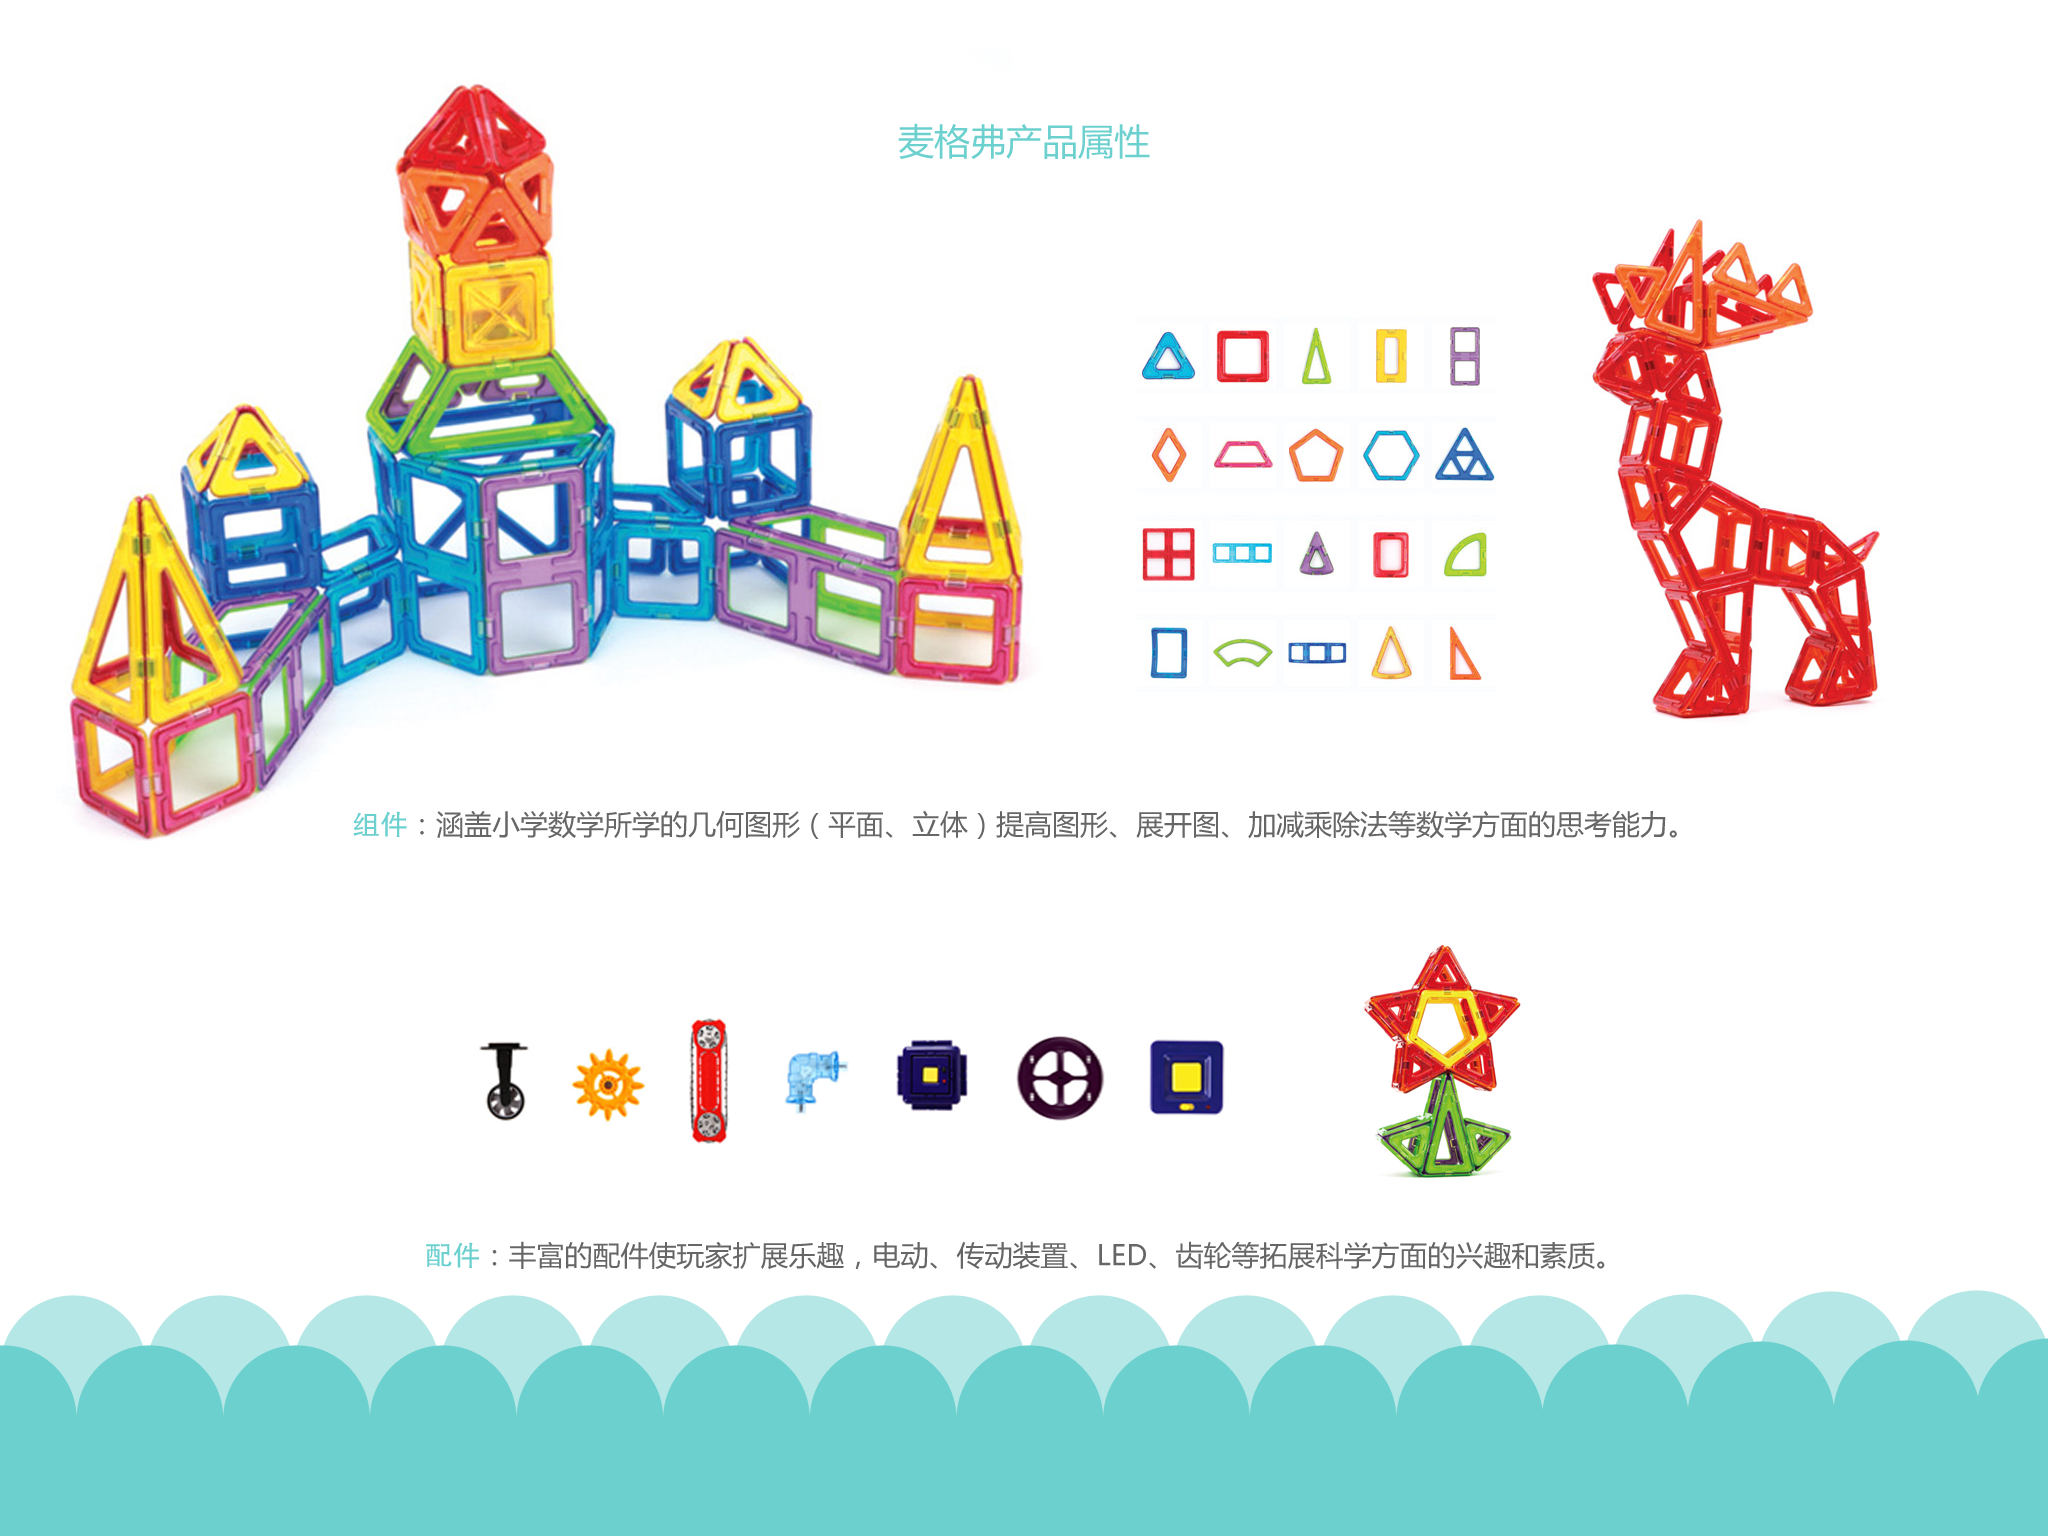 麦格弗产品属性
组件：涵盖小学数学所学的几何图形（平面、立体）提高图形、展开图、加减乘除法等数学方面的思考能力。
配件：丰富的配件使玩家扩展乐趣，电动、传动装置、LED、齿轮等拓展科学方面的兴趣和素质。